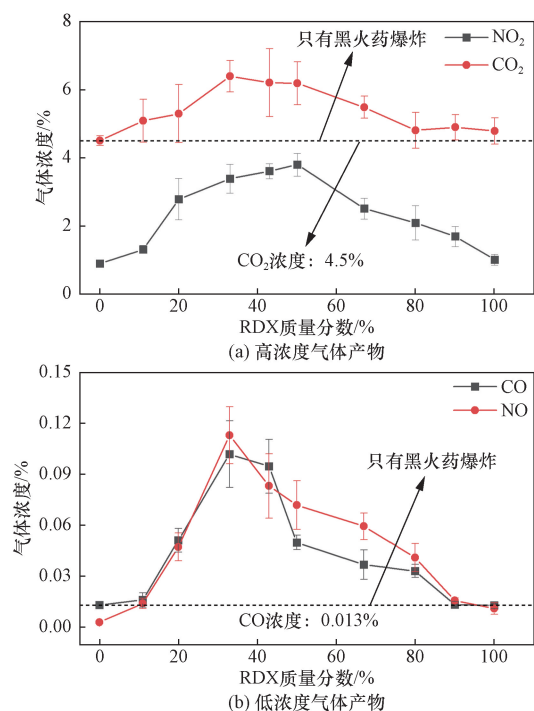 8
6
4
2
0
气体浓度/%
只有黑火药爆炸
NO₂
CO₂
CO₂浓度：4.5%
0 20 40 60 80 100
RDX质量分数/%
(a) 高浓度气体产物
0.15
0.12
0.09
0.06
0.03
0.00
气体浓度/%
CO
NO
只有黑火药爆炸
CO浓度：0.013%
0 20 40 60 80 100
RDX质量分数/%
(b) 低浓度气体产物